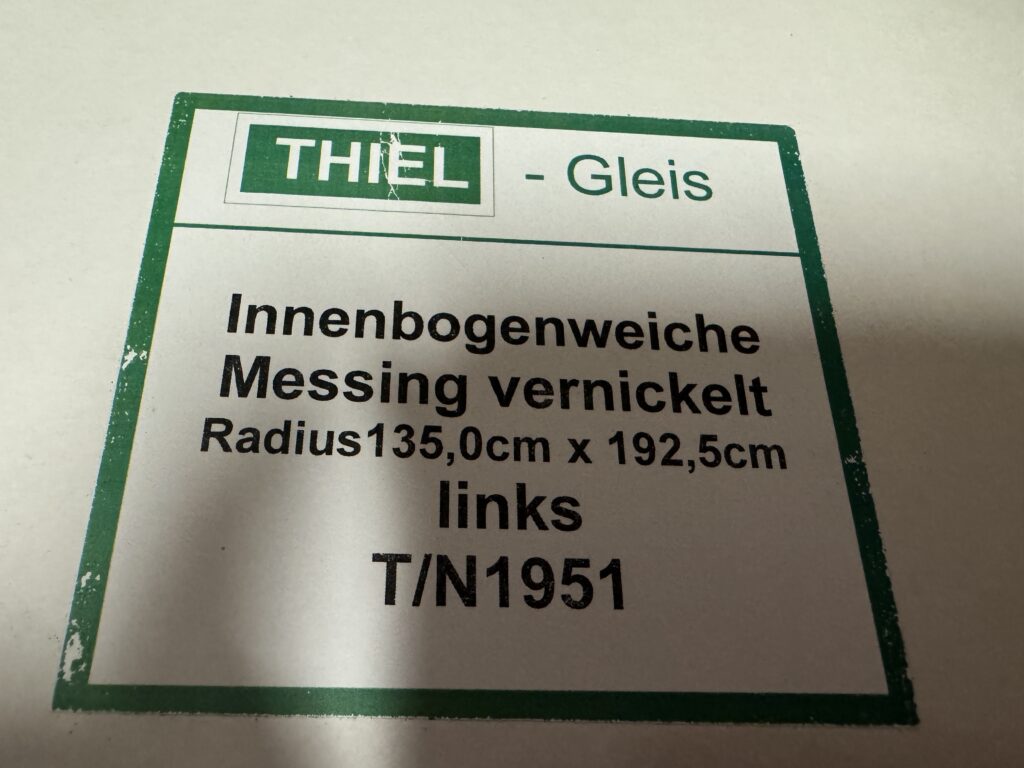 THIEL - Gleis
Innenbogenweiche
Messing vernickelt
Radius135,0cm x 192,5cm
links
T/N1951